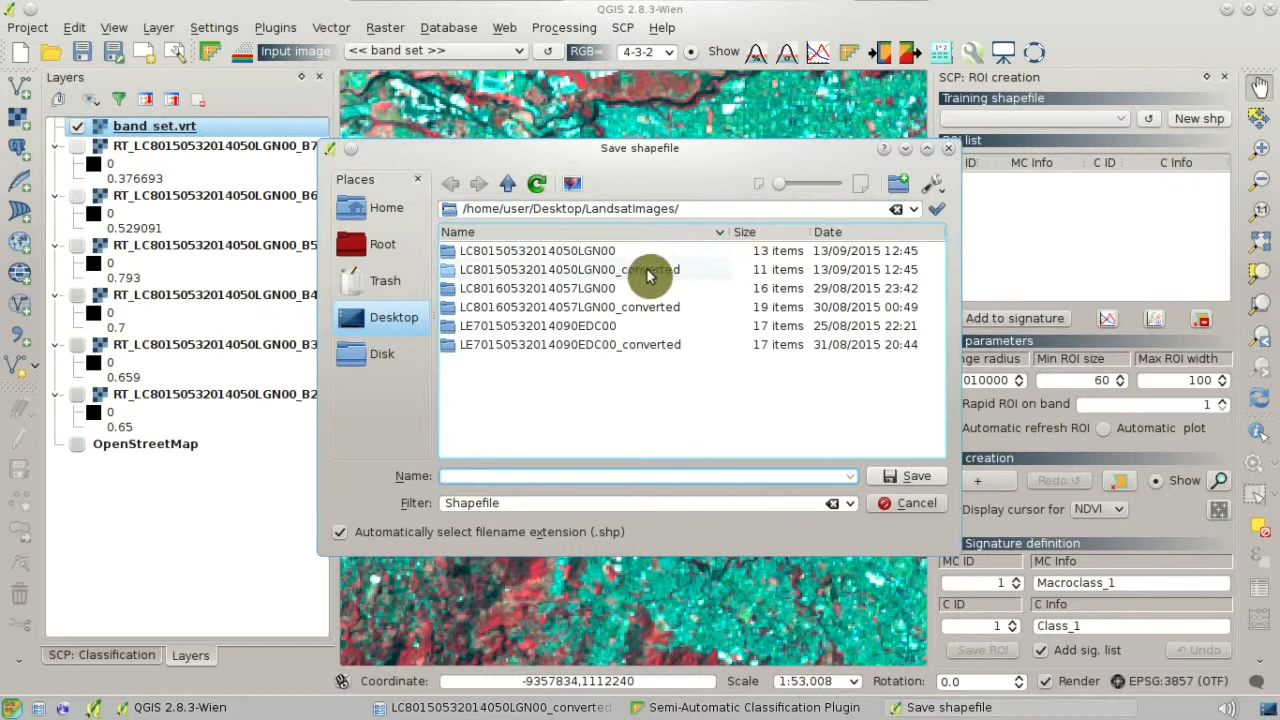 QGIS 2.8.3-Wien
Project Edit View Layer Settings Plugins Vector Raster Database Web Processing SCP Help
Input image << band set >> RGB= 4-3-2 Show
Layers
band_set.vrt
RT_LC80150532014050LGN00_B7
0
0.376693
RT_LC80150532014050LGN00_B6
0
0.529091
RT_LC80150532014050LGN00_B5
0
0.793
RT_LC80150532014050LGN00_B4
0
0.7
RT_LC80150532014050LGN00_B3
0
0.659
RT_LC80150532014050LGN00_B2
0
0.65
OpenStreetMap
SCP: Classification Layers
Save shapefile
Places
Home
Root
Trash
Desktop
Disk
/home/user/Desktop/LandsatImages/
Name Size Date
LC80150532014050LGN00 13 items 13/09/2015 12:45
LC80150532014050LGN00_converted 11 items 13/09/2015 12:45
LC80160532014057LGN00 16 items 29/08/2015 23:42
LC80160532014057LGN00_converted 19 items 30/08/2015 00:49
LE70150532014090EDC00 17 items 25/08/2015 22:21
LE70150532014090EDC00_converted 17 items 31/08/2015 20:44
Name: Save
Filter: Shapefile Cancel
Automatically select filename extension (.shp)
SCP: ROI creation
Training shapefile
New shp
list
ID: MC Info C ID C Info
Add to signature
parameters
nge radius Min ROI size Max ROI width
010000 60 100
Rapid ROI on band 1
Automatic refresh ROI Automatic plot
creation
+ Redo Show
Display cursor for NDVI
Signature definition
MC ID MC Info
1 Macroclass_1
C ID C Info
1 Class_1
Save ROI Add sig. list Undo
Coordinate: -9357834,1112240 Scale 1:53,008 Rotation: 0.0 Render EPSG:3857 (OTF)
QGIS 2.8.3-Wien LC80150532014050LGN00_converted Semi-Automatic Classification Plugin Save shapefile